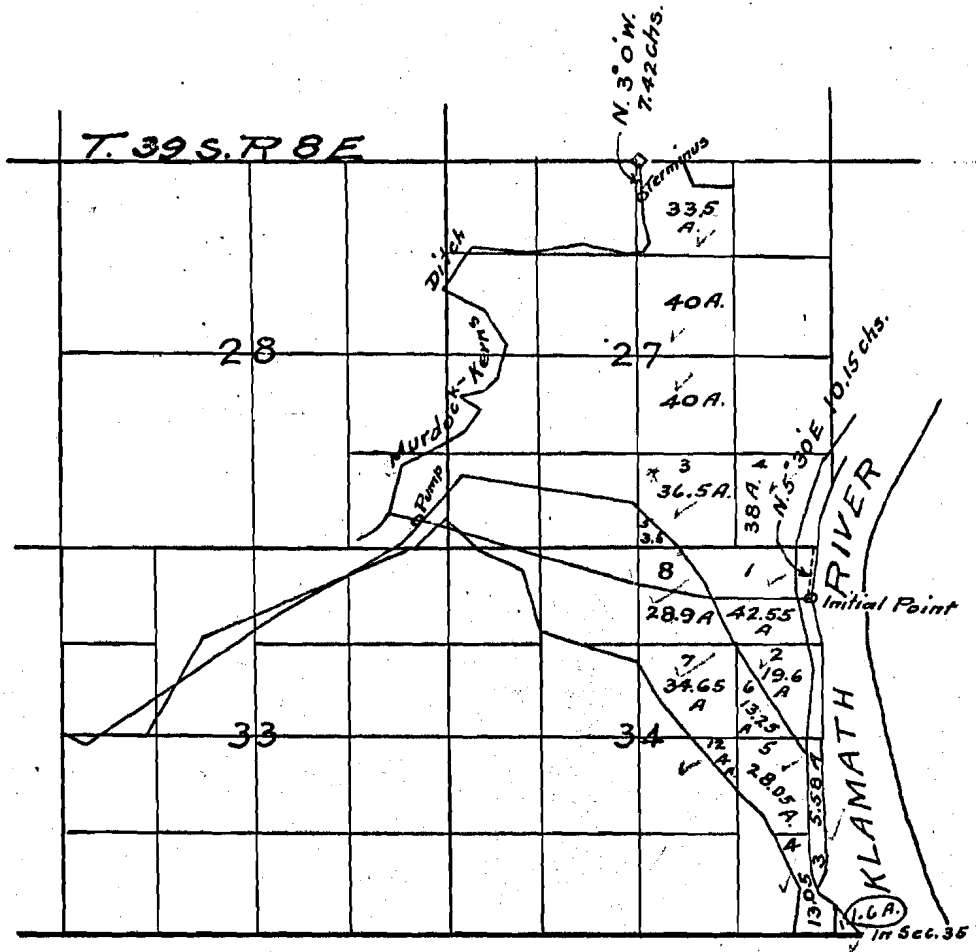 N. 3° 0' W.
7.42 chs.
T. 39 S. R 8 E
Terminus
33.5
A.
Ditch
40 A.
28
27
Murdock-Kerns
40 A.
N. 5° 30' E 10.15 chs.
3
4
* 36.5 A.
38 A.
Pump
5
3.6
8
1
RIVER
Initial Point
28.9 A
42.55
A
7
2
34.65
A
19.6
A
6
13.25
A
33
34
12
5
28.05
A.
5.58 A
KLAMATH
4
3
13.05
1.6 A.
In Sec. 35